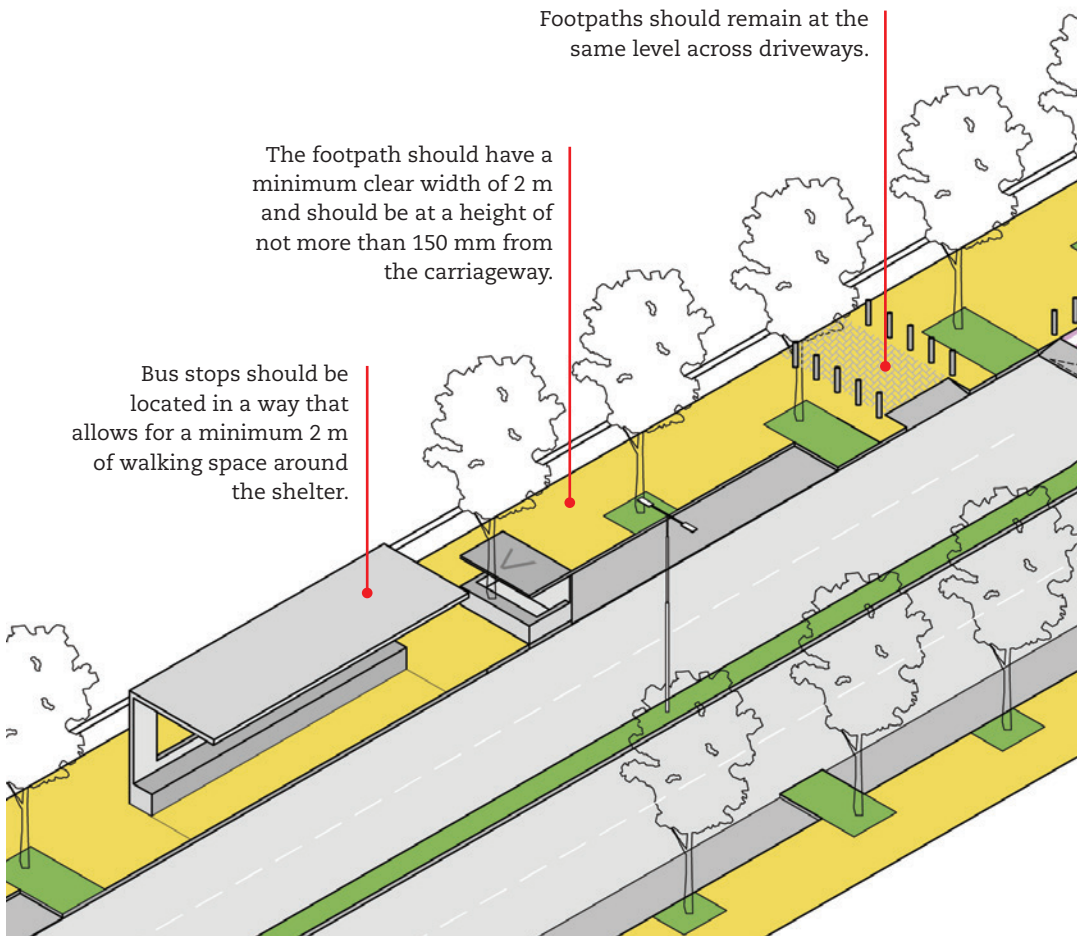 Footpaths should remain at the
same level across driveways.
The footpath should have a
minimum clear width of 2 m
and should be at a height of
not more than 150 mm from
the carriageway.
Bus stops should be
located in a way that
allows for a minimum 2 m
of walking space around
the shelter.